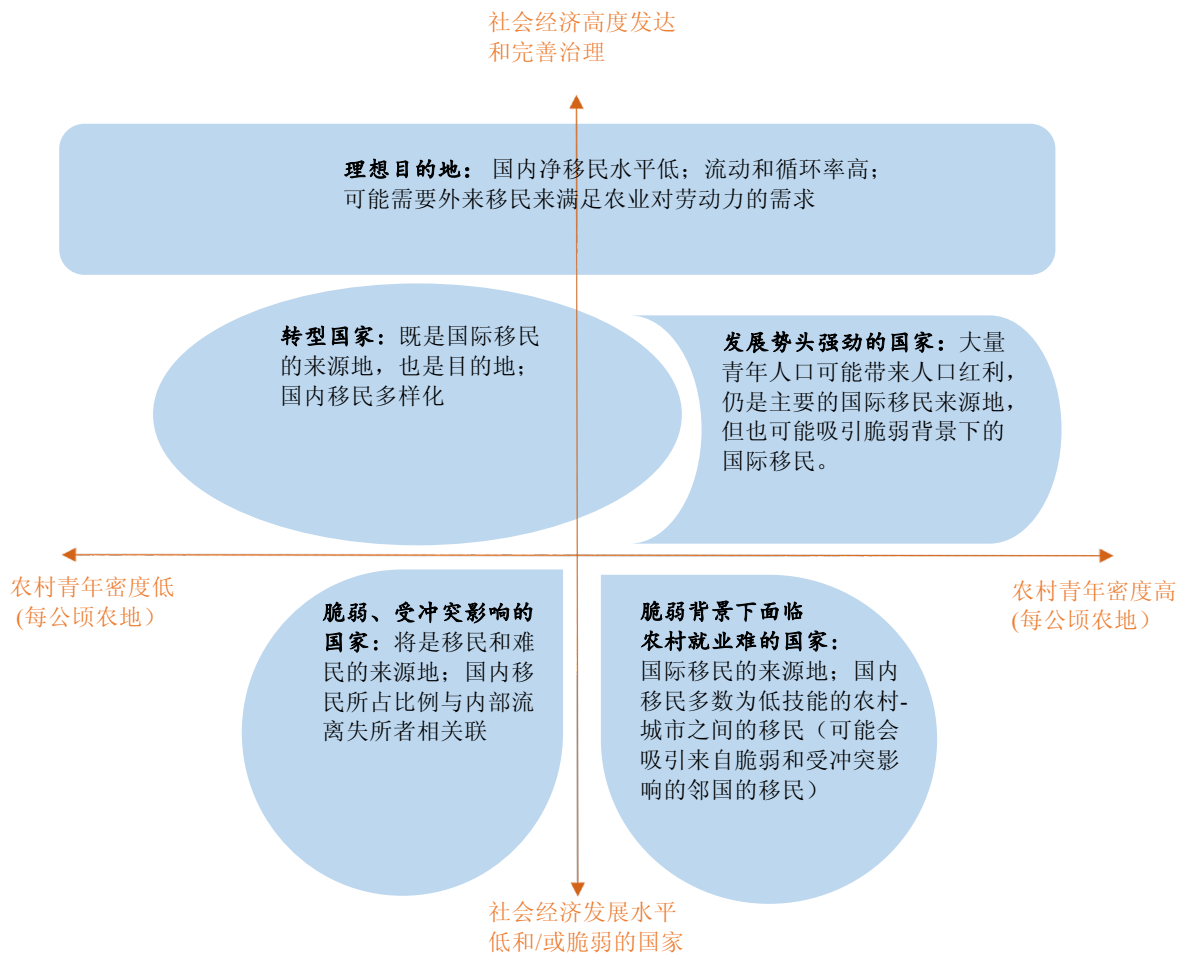 社会经济高度发达
和完善治理
理想目的地： 国内净移民水平低；流动和循环率高；
可能需要外来移民来满足农业对劳动力的需求
转型国家：既是国际移民
的来源地，也是目的地；
国内移民多样化
发展势头强劲的国家：大量
青年人口可能带来人口红利，
仍是主要的国际移民来源地，
但也可能吸引脆弱背景下的
国际移民。
农村青年密度低
(每公顷农地）
农村青年密度高
(每公顷农地）
脆弱、受冲突影响的
国家：将是移民和难
民的来源地；国内移
民所占比例与内部流
离失所者相关联
脆弱背景下面临
农村就业难的国家：
国际移民的来源地；国内
移民多数为低技能的农村-
城市之间的移民（可能会
吸引来自脆弱和受冲突影
响的邻国的移民）
社会经济发展水平
低和/或脆弱的国家